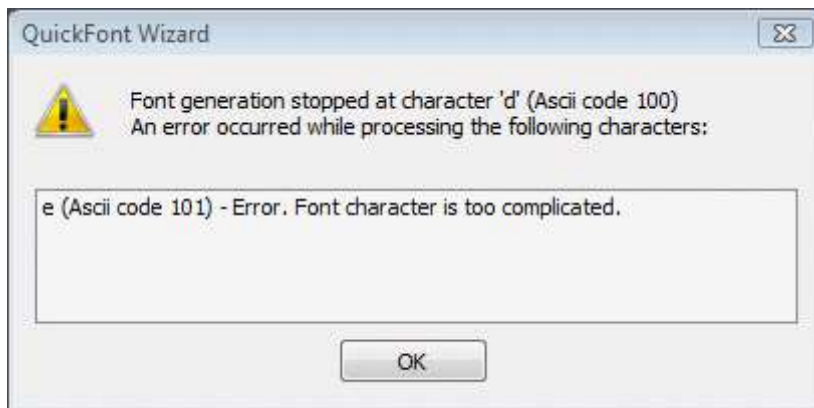 QuickFont Wizard
Font generation stopped at character 'd' (Ascii code 100)
An error occurred while processing the following characters:
e (Ascii code 101) - Error. Font character is too complicated.
OK